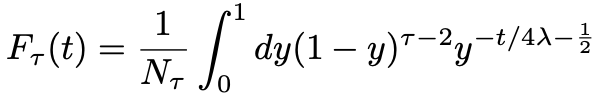 F_τ(t) = \frac{1}{N_τ} \int_0^1 dy(1 − y)^{τ−2} y^{−t/4λ−\frac{1}{2}}